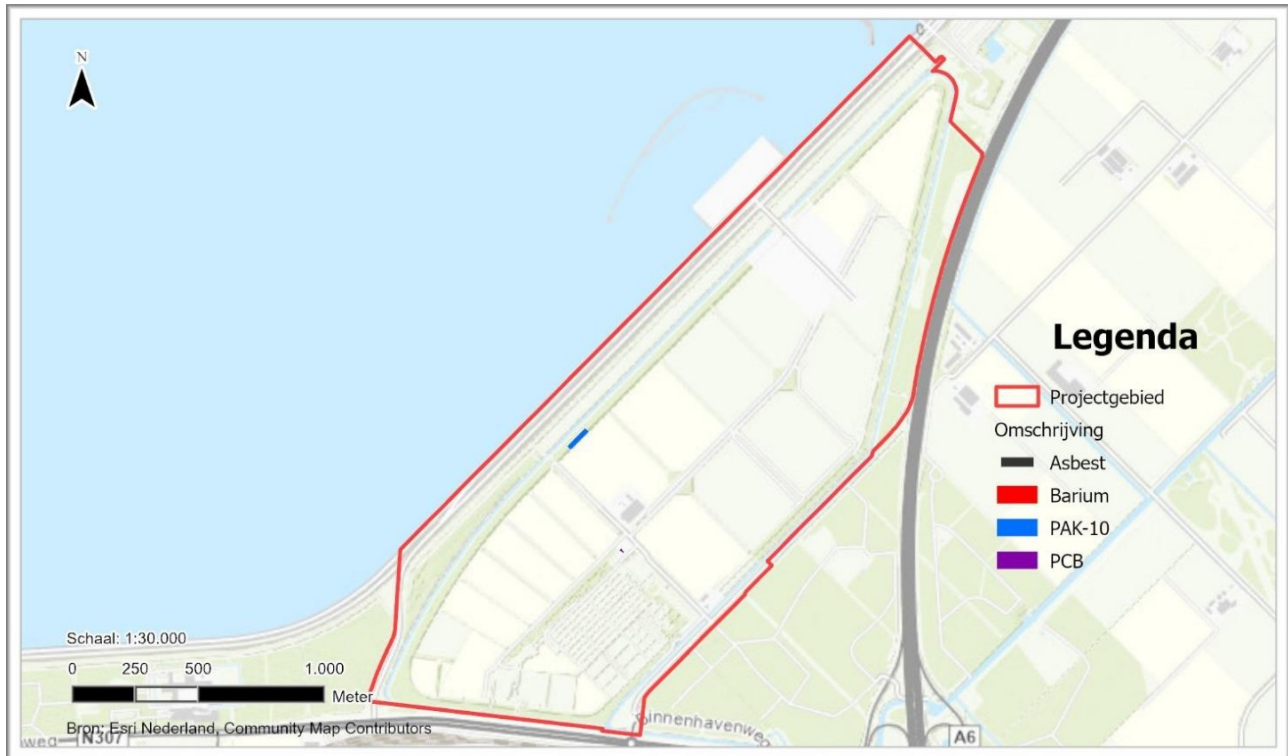 N
Legenda
Projectgebied
Omschrijving
Asbest
Barium
PAK-10
PCB
Schaal: 1:30.000
0 250 500 1.000
Meter
Bron: Esri Nederland, Community Map Contributors
weg N307
Binnenhavenweg
A6